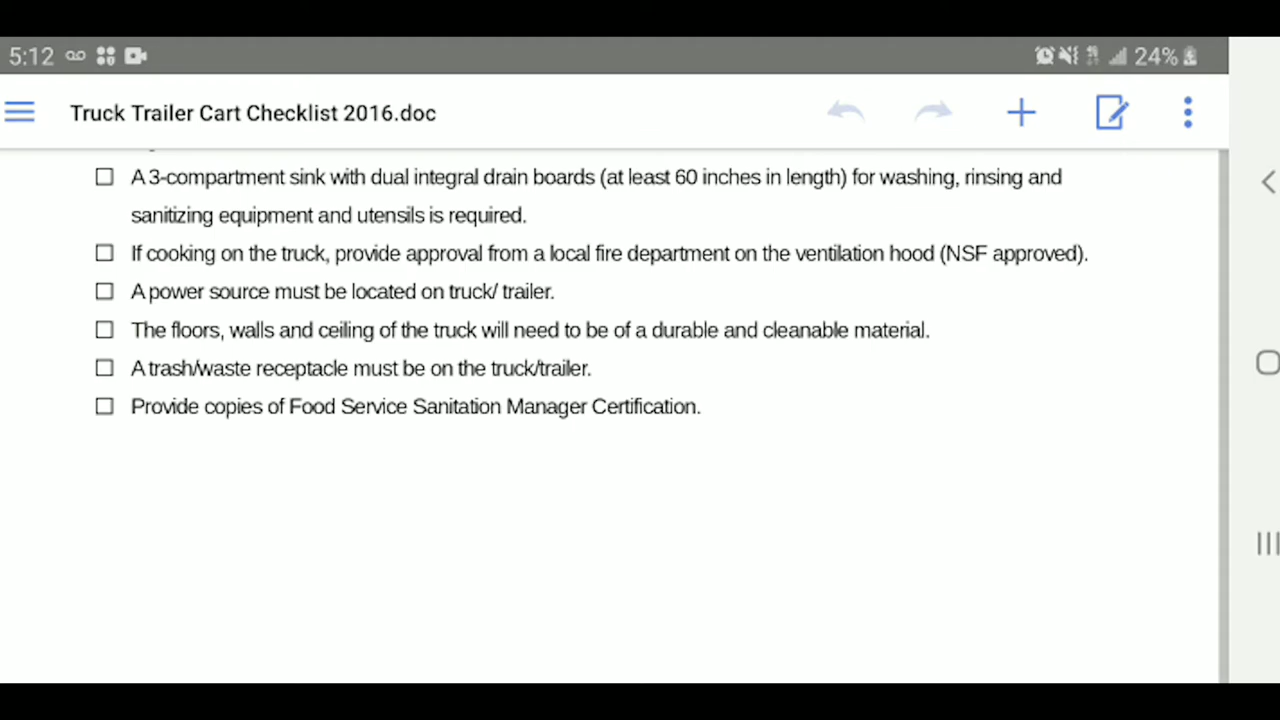 5:12 24%
Truck Trailer Cart Checklist 2016.doc
A 3-compartment sink with dual integral drain boards (at least 60 inches in length) for washing, rinsing and
sanitizing equipment and utensils is required.
If cooking on the truck, provide approval from a local fire department on the ventilation hood (NSF approved).
A power source must be located on truck/ trailer.
The floors, walls and ceiling of the truck will need to be of a durable and cleanable material.
A trash/waste receptacle must be on the truck/trailer.
Provide copies of Food Service Sanitation Manager Certification.